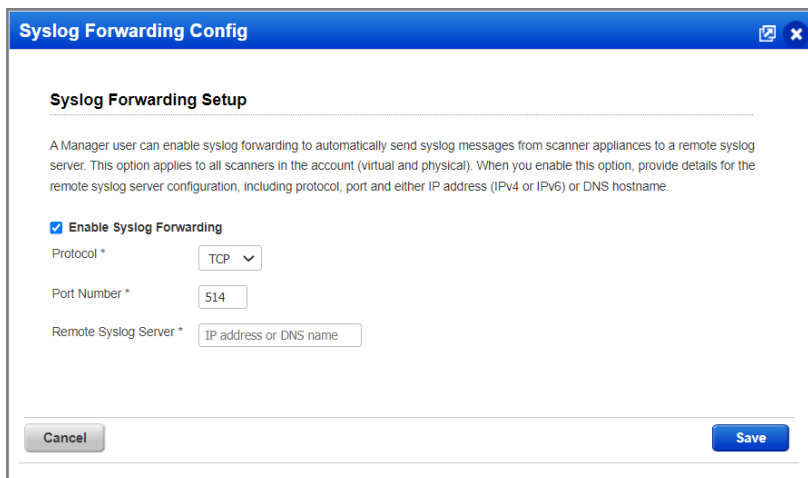 Syslog Forwarding Config
Syslog Forwarding Setup
A Manager user can enable syslog forwarding to automatically send syslog messages from scanner appliances to a remote syslog
server. This option applies to all scanners in the account (virtual and physical). When you enable this option, provide details for the
remote syslog server configuration, including protocol, port and either IP address (IPv4 or IPv6) or DNS hostname.
Enable Syslog Forwarding
Protocol * TCP
Port Number * 514
Remote Syslog Server * IP address or DNS name
Cancel Save